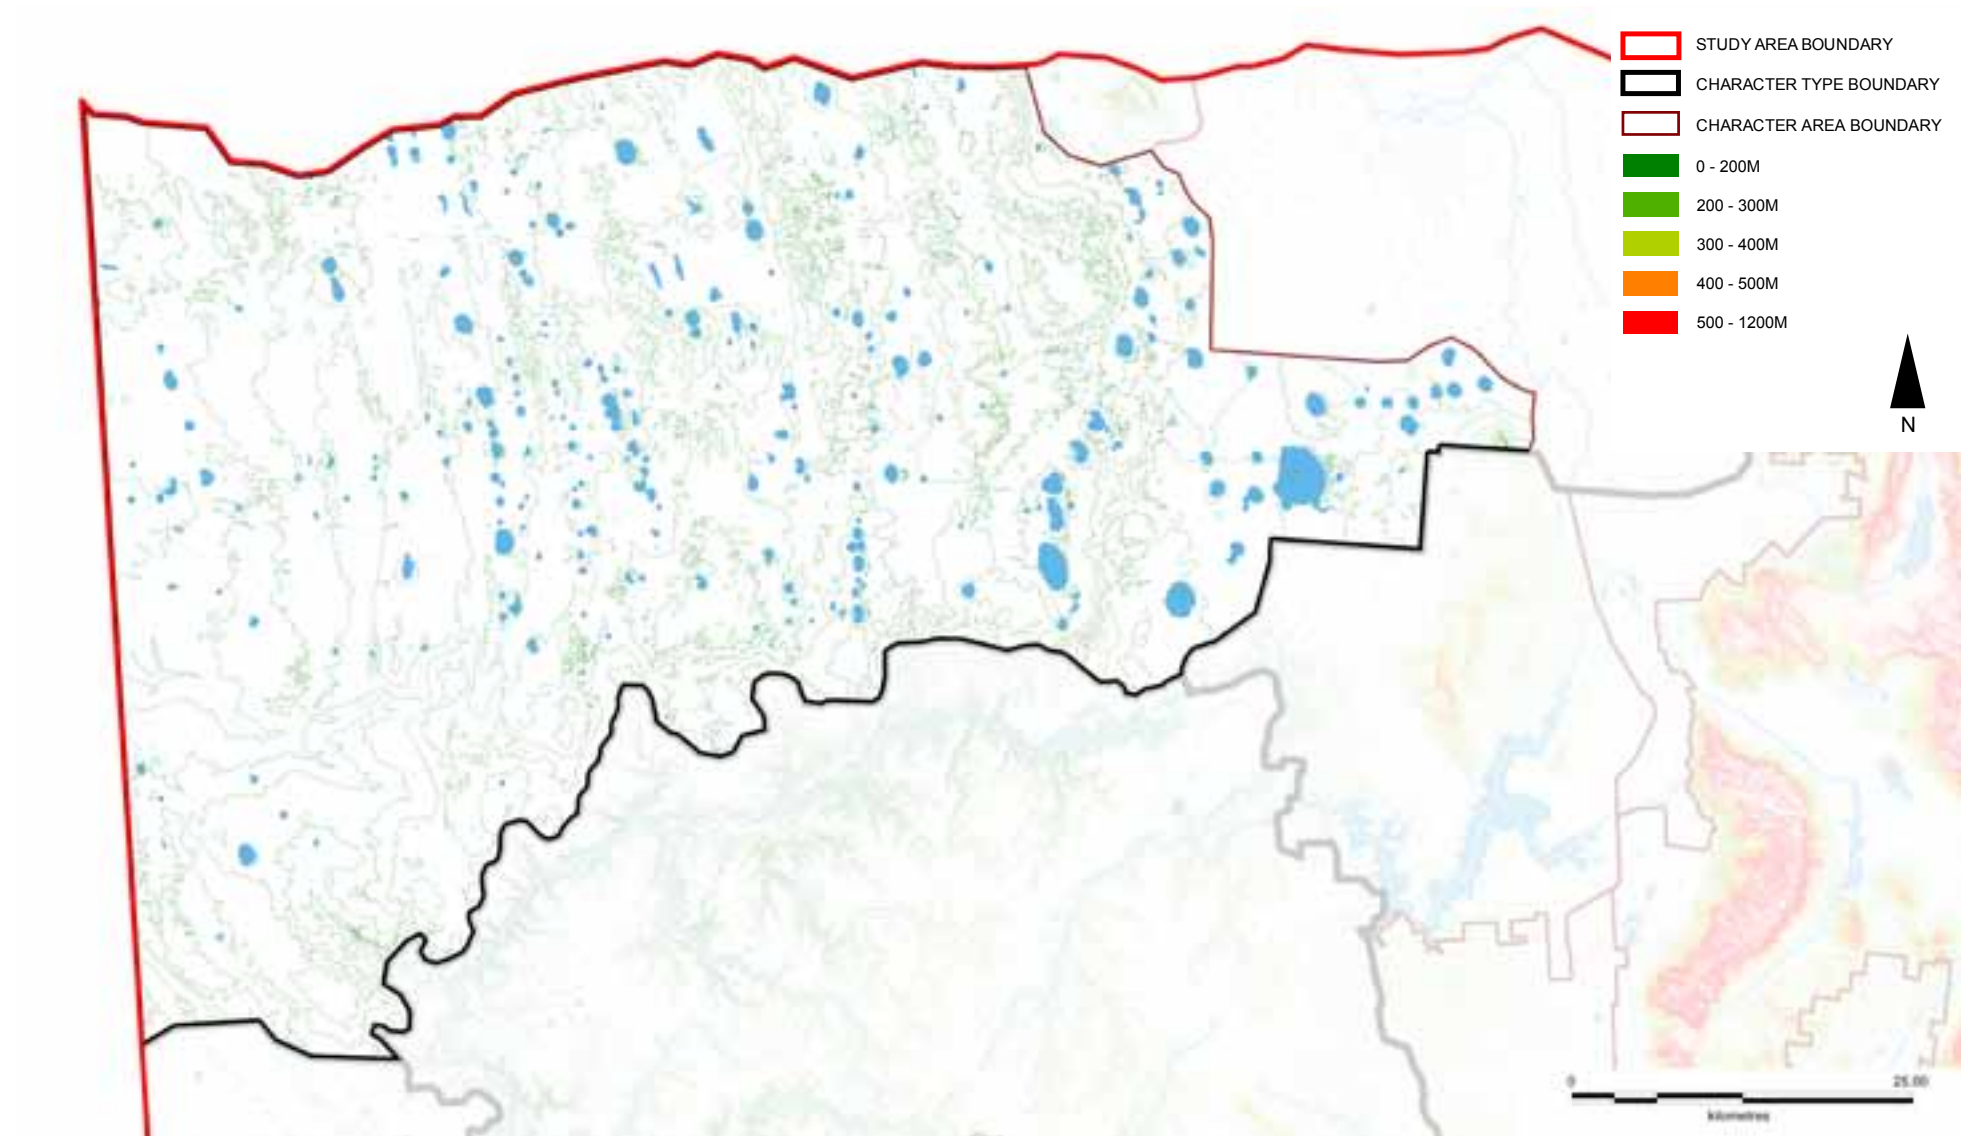 STUDY AREA BOUNDARY
CHARACTER TYPE BOUNDARY
CHARACTER AREA BOUNDARY
0 - 200M
200 - 300M
300 - 400M
400 - 500M
500 - 1200M
N
0 25.00
kilometres